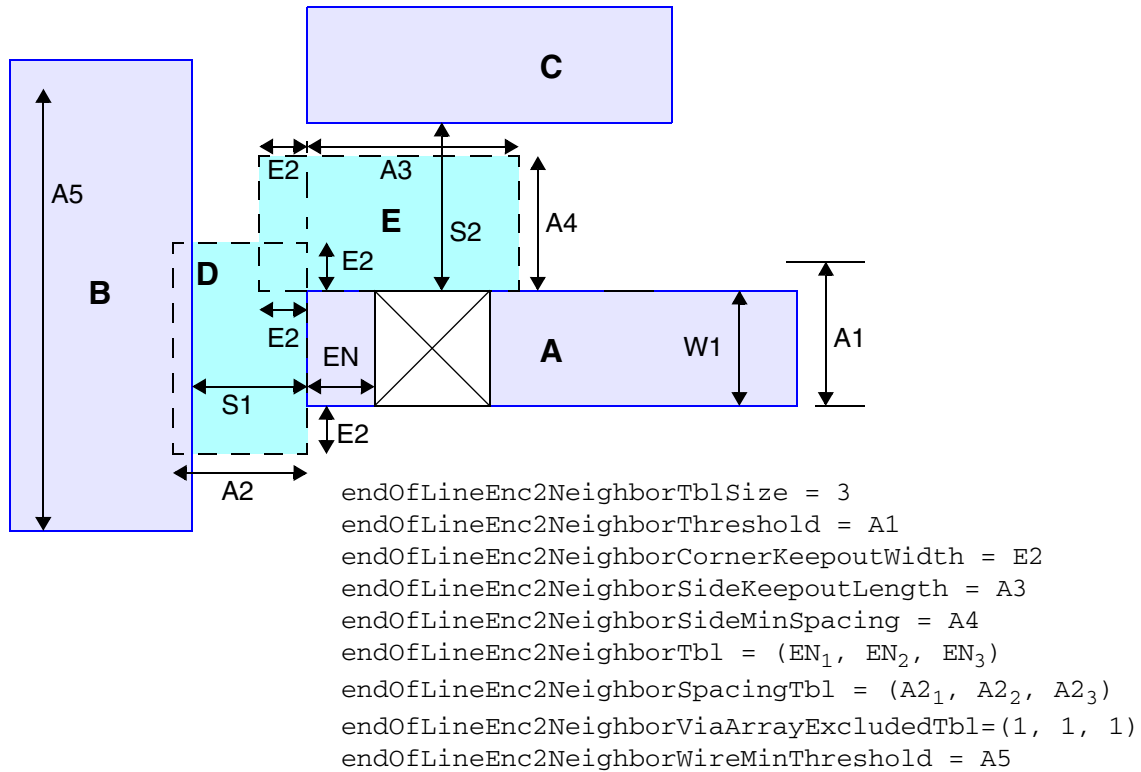 C
E2
A3
A5
E
S2
A4
E2
D
B
E2
EN
A
W1
A1
S1
E2
A2
endOfLineEnc2NeighborTblSize = 3
endOfLineEnc2NeighborThreshold = A1
endOfLineEnc2NeighborCornerKeepoutWidth = E2
endOfLineEnc2NeighborSideKeepoutLength = A3
endOfLineEnc2NeighborSideMinSpacing = A4
endOfLineEnc2NeighborTbl = (EN1, EN2, EN3)
endOfLineEnc2NeighborSpacingTbl = (A21, A22, A23)
endOfLineEnc2NeighborViaArrayExcludedTbl=(1, 1, 1)
endOfLineEnc2NeighborWireMinThreshold = A5